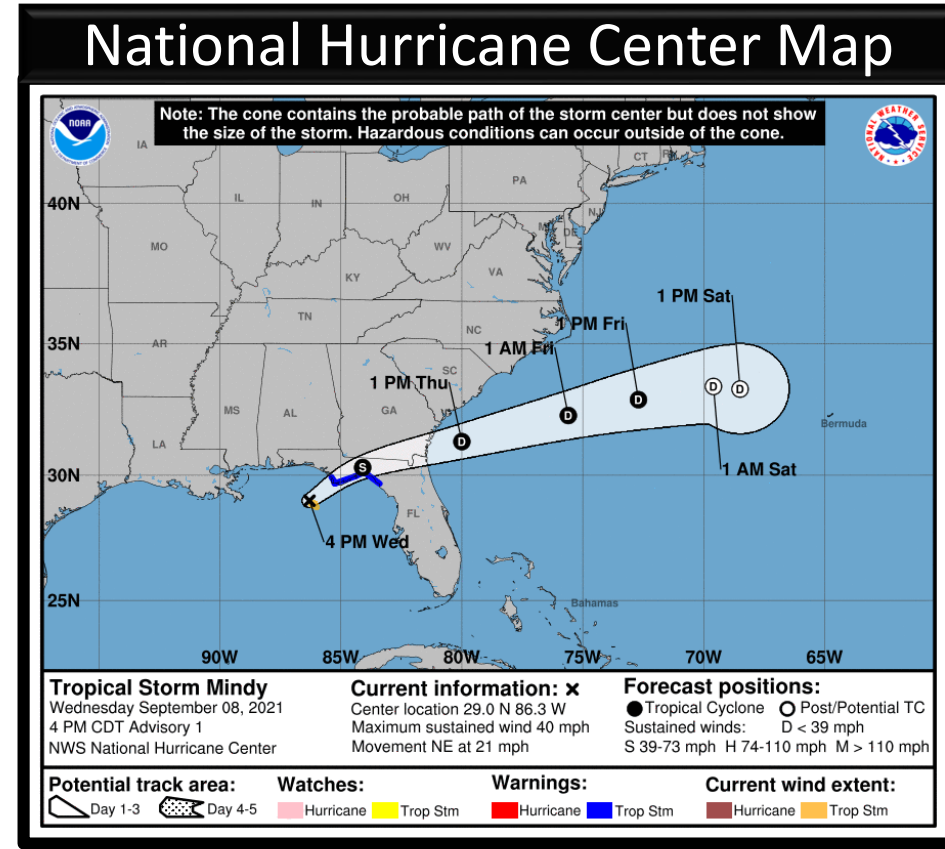 National Hurricane Center Map
Note: The cone contains the probable path of the storm center but does not show
the size of the storm. Hazardous conditions can occur outside of the cone.
NOAA
NATIONAL WEATHER SERVICE
IA
CT
PA
40N
IL
IN
OH
NJ
MO
WV
DE
KY
VA
1 PM Sat
TN
NC
1 PM Fri
35N
AR
1 AM Fri
SC
1 PM Thu
D
D
D
D
MS
AL
GA
Bermuda
LA
D
30N
S
1 AM Sat
FL
4 PM Wed
25N
Bahamas
90W 85W 80W 75W 70W 65W
Tropical Storm Mindy
Wednesday September 08, 2021
4 PM CDT Advisory 1
NWS National Hurricane Center
Current information: x
Center location 29.0 N 86.3 W
Maximum sustained wind 40 mph
Movement NE at 21 mph
Forecast positions:
Tropical Cyclone Post/Potential TC
Sustained winds: D < 39 mph
S 39-73 mph H 74-110 mph M > 110 mph
Potential track area:
Day 1-3 Day 4-5
Watches:
Hurricane Trop Stm
Warnings:
Hurricane Trop Stm
Current wind extent:
Hurricane Trop Stm